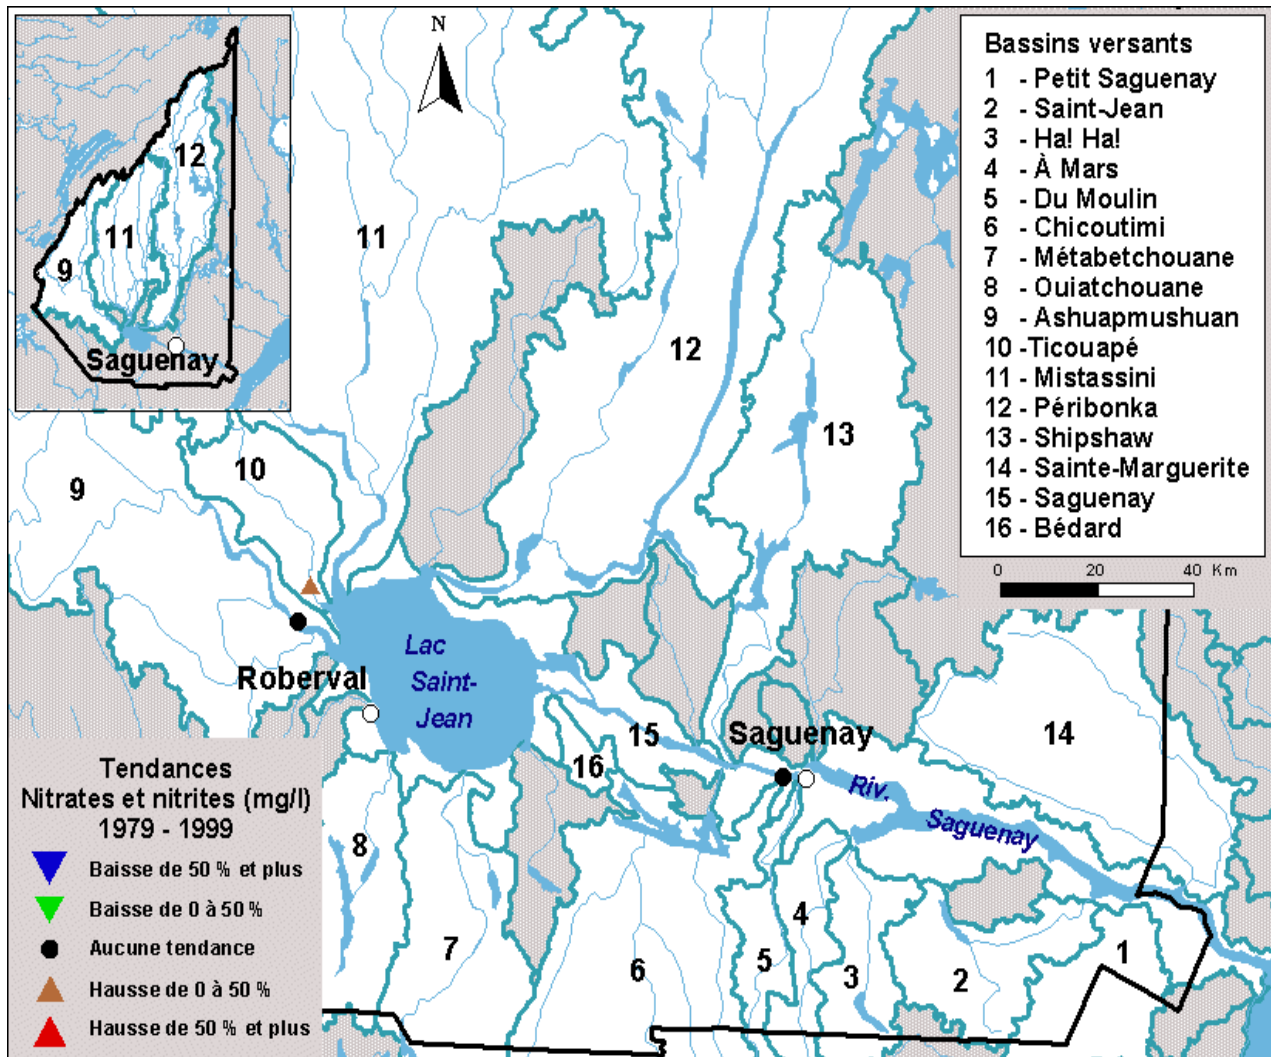 12
11
9
Saguenay
N
11
12
13
10
9
Bassins versants
1 - Petit Saguenay
2 - Saint-Jean
3 - Ha! Ha!
4 - À Mars
5 - Du Moulin
6 - Chicoutimi
7 - Métabetchouane
8 - Ouiatchouane
9 - Ashuapmushuan
10 -Ticouapé
11 - Mistassini
12 - Péribonka
13 - Shipshaw
14 - Sainte-Marguerite
15 - Saguenay
16 - Bédard
0 20 40 Km
Lac
Saint-
Jean
Roberval
15
16
Saguenay
14
Riv.
Saguenay
8
7
6
5
4
3
2
1
Tendances
Nitrates et nitrites (mg/l)
1979 - 1999
Baisse de 50 % et plus
Baisse de 0 à 50 %
Aucune tendance
Hausse de 0 à 50 %
Hausse de 50 % et plus